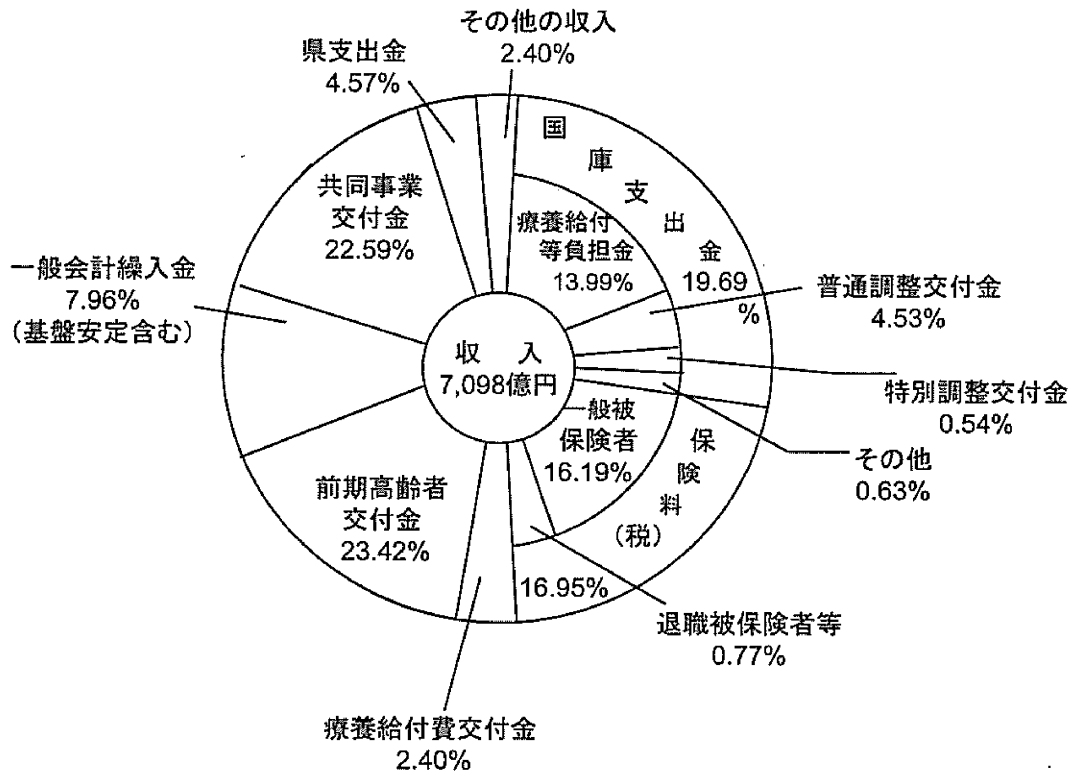 その他の収入
2.40%
県支出金
4.57%
国庫支出金
19.69
%
共同事業
交付金
22.59%
療養給付
等負担金
13.99%
普通調整交付金
4.53%
一般会計繰入金
7.96%
(基盤安定含む)
収 入
7,098億円
特別調整交付金
0.54%
一般被
保険者
16.19%
保険料
(税)
その他
0.63%
前期高齢者
交付金
23.42%
16.95%
退職被保険者等
0.77%
療養給付費交付金
2.40%